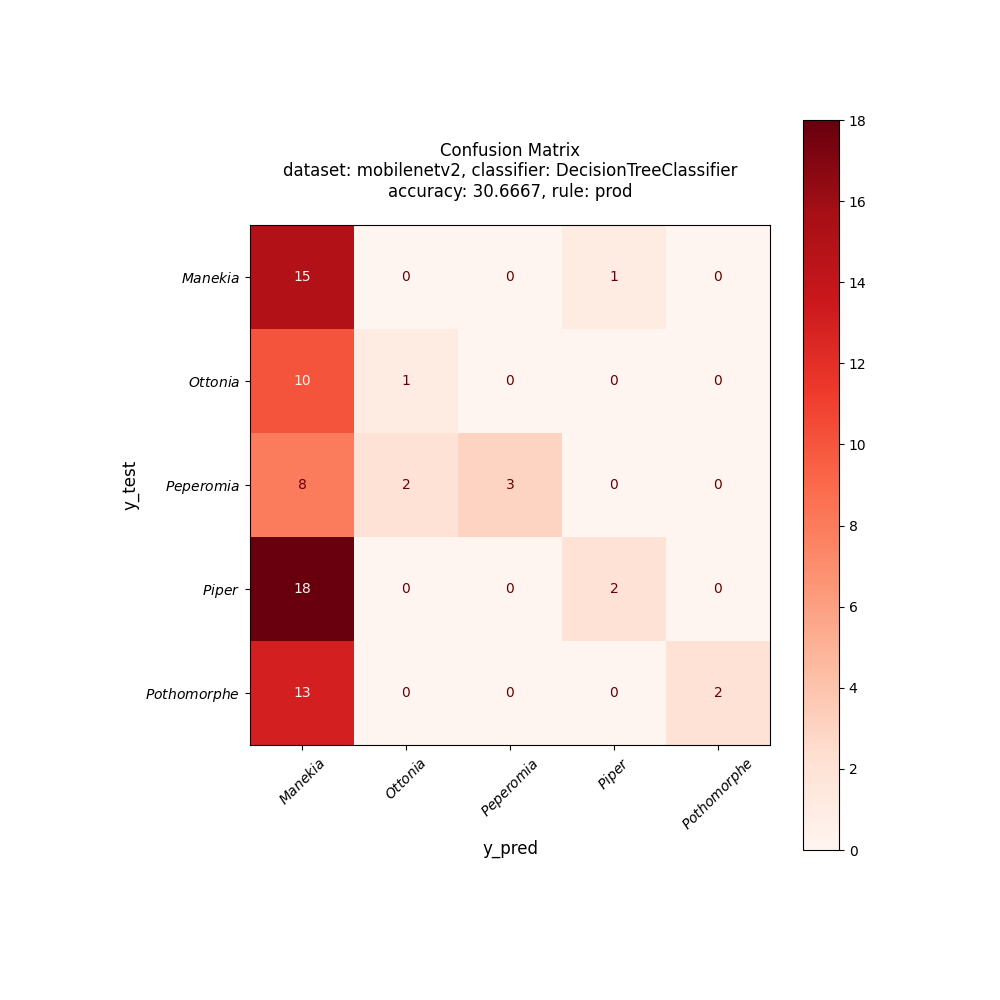 Confusion Matrix
dataset: mobilenetv2, classifier: DecisionTreeClassifier
accuracy: 30.6667, rule: prod
Manekia 15 0 0 1 0
Ottonia 10 1 0 0 0
Peperomia 8 2 3 0 0
Piper 18 0 0 2 0
Pothomorphe 13 0 0 0 2
y_test
Manekia Ottonia Peperomia Piper Pothomorphe
y_pred
18
16
14
12
10
8
6
4
2
0